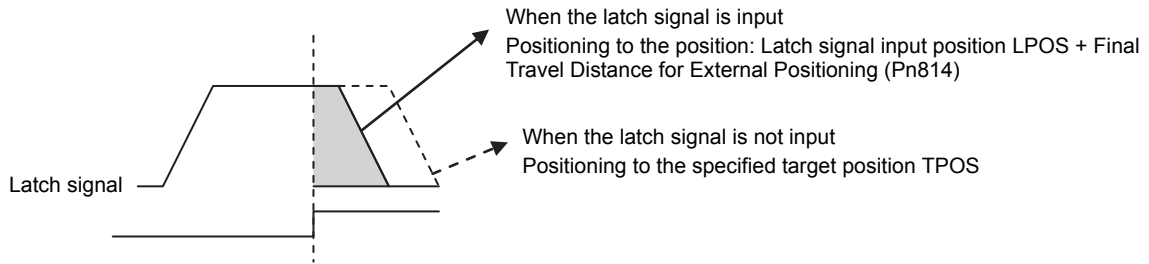 When the latch signal is input
Positioning to the position: Latch signal input position LPOS + Final
Travel Distance for External Positioning (Pn814)
When the latch signal is not input
Positioning to the specified target position TPOS
Latch signal